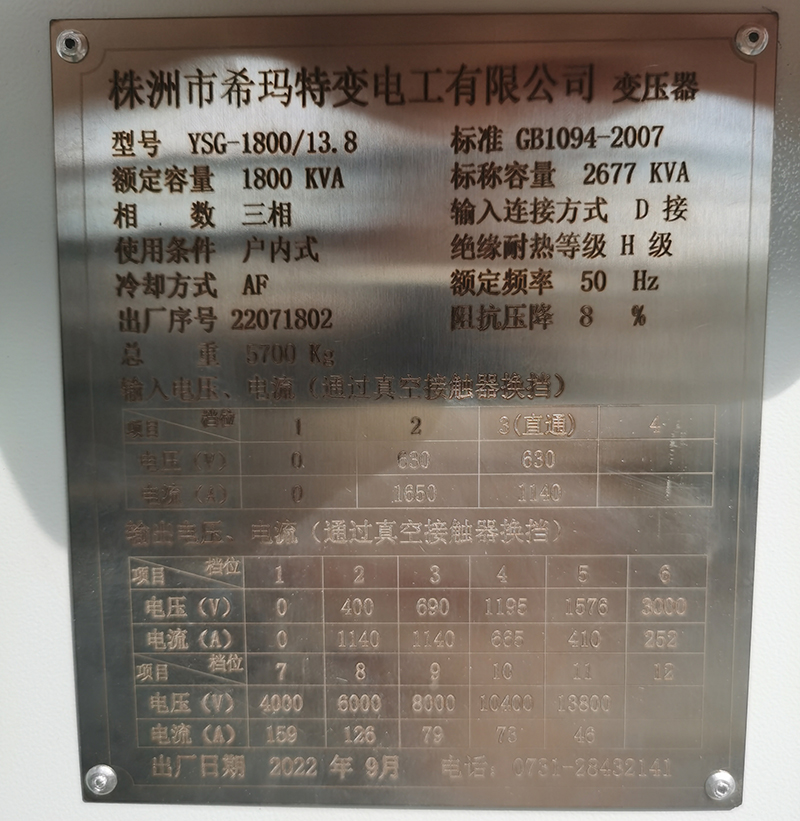 株洲市希玛特变电工有限公司 变压器
型号 YSG-1800/13.8 标准 GB1094-2007
额定容量 1800 KVA 标称容量 2677 KVA
相 数 三相 输入连接方式 D 接
使用条件 户内式 绝缘耐热等级 H 级
冷却方式 AF 额定频率 50 Hz
出厂序号 22071802 阻抗压降 8 %
总 重 5700 Kg
输入电压、电流（通过真空接触器换挡）
项目 档位 1 2 3(直通) 4
电压（V） 0 630 630
电流（A） 0 1650 1140
输出电压、电流（通过真空接触器换挡）
项目 档位 1 2 3 4 5 6
电压（V） 0 400 690 1195 1576 3000
电流（A） 0 1140 1140 665 410 252
项目 档位 7 8 9 10 11 12
电压（V） 4000 6000 8000 10400 13800
电流（A） 159 126 79 73 46
出厂日期 2022 年 9月 电话: 0731-28432141